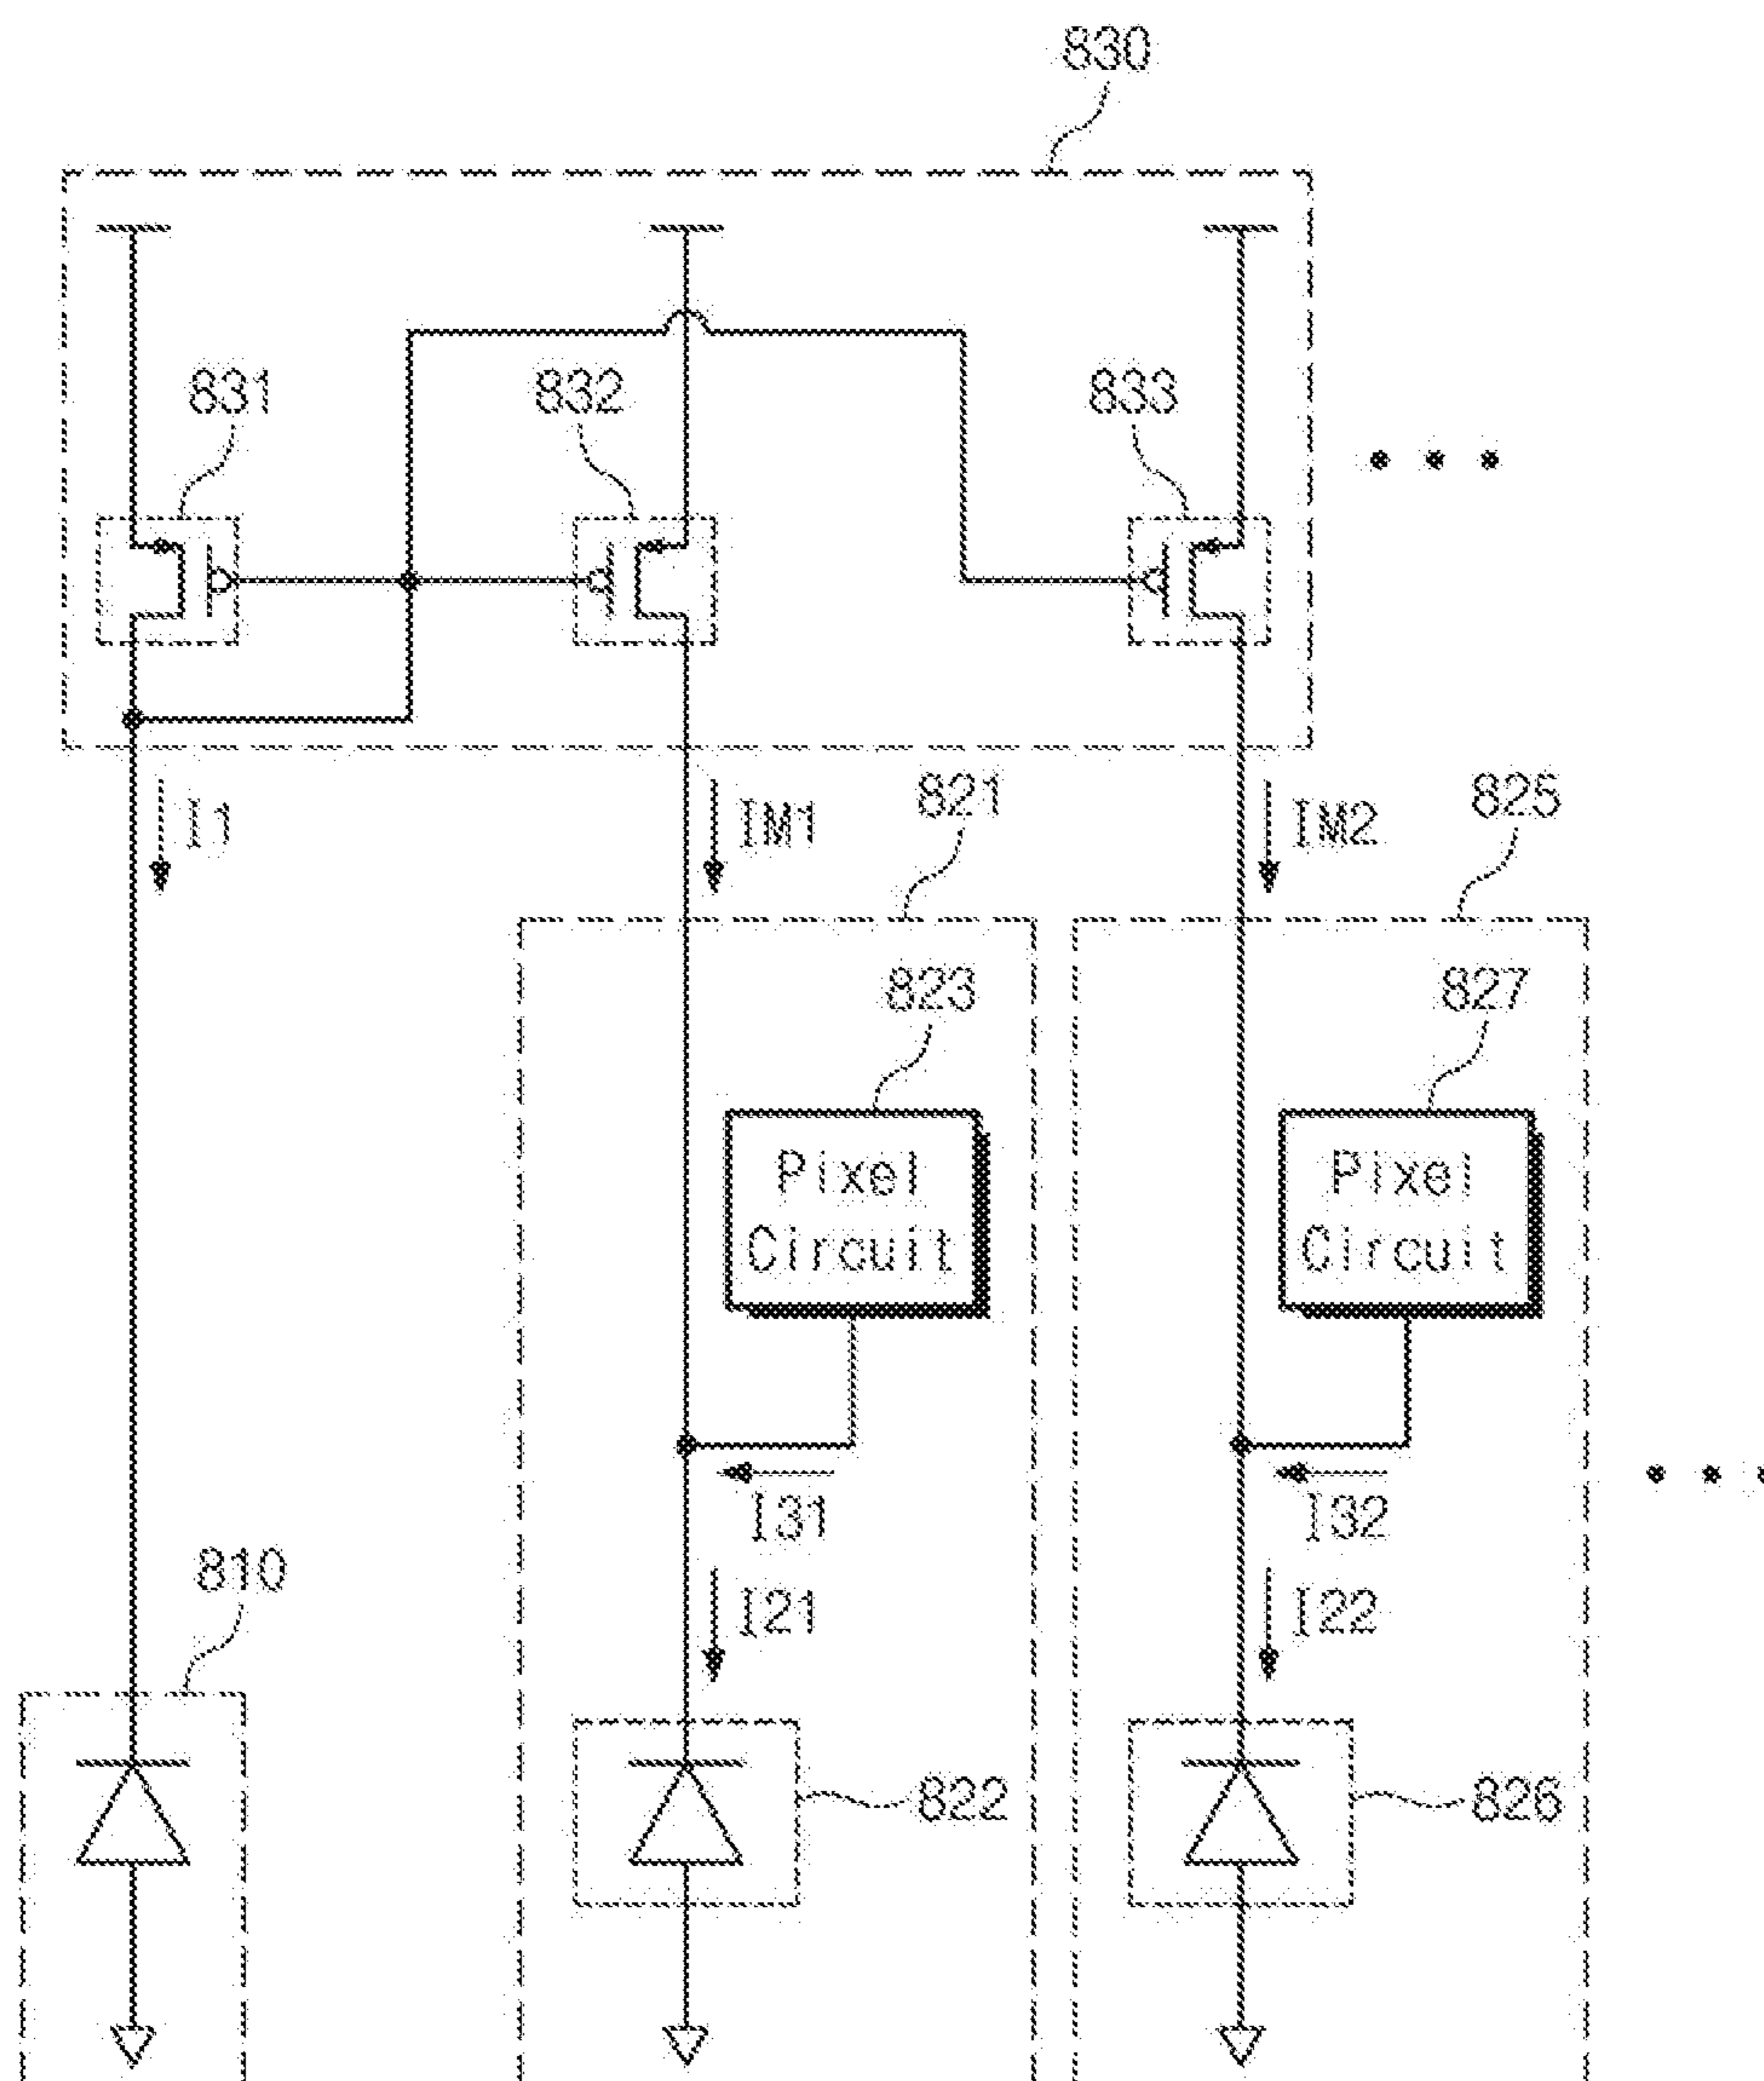 830
831
832
833
I1
IM1
821
IM2
825
823
827
Pixel
Circuit
Pixel
Circuit
I31
I32
810
I21
I22
822
826